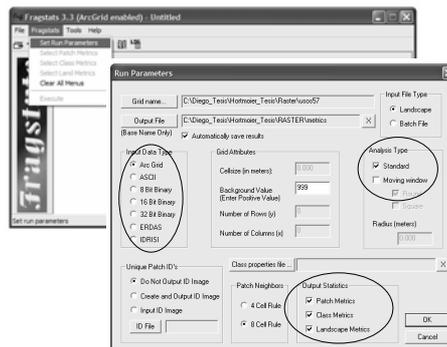 Fragstats 3.3 (ArcGrid enabled) - Untitled
File Fragstats Tools Help
Set Run Parameters
Select Patch Metrics
Select Class Metrics
Select Land Metrics
Clear All Menus
Execute
Fragstats
Set run parameters
Run Parameters
Grid name... C:\Diego_Tesis\Hortmoier_Tesis\Raster\usos57
Output File C:\Diego_Tesis\Hortmoier_Tesis\RASTER\metrics X
(Base Name Only) Automatically save results
Input File Type
Landscape
Batch File
Input Data Type
Arc Grid
ASCII
8 Bit Binary
16 Bit Binary
32 Bit Binary
ERDAS
IDRISI
Grid Attributes
Cellsize (in meters): 0.000
Background Value 999
(Enter Positive Value)
Number of Rows (y) 0
Number of Columns (x) 0
Analysis Type
Standard
Moving window
Round
Square
Radius (meters)
0.000
Class properties file ... X
Unique Patch ID's
Do Not Output ID Image
Create and Output ID Image
Input ID Image
ID File
Patch Neighbors
4 Cell Rule
8 Cell Rule
Output Statistics
Patch Metrics
Class Metrics
Landscape Metrics
OK
Cancel